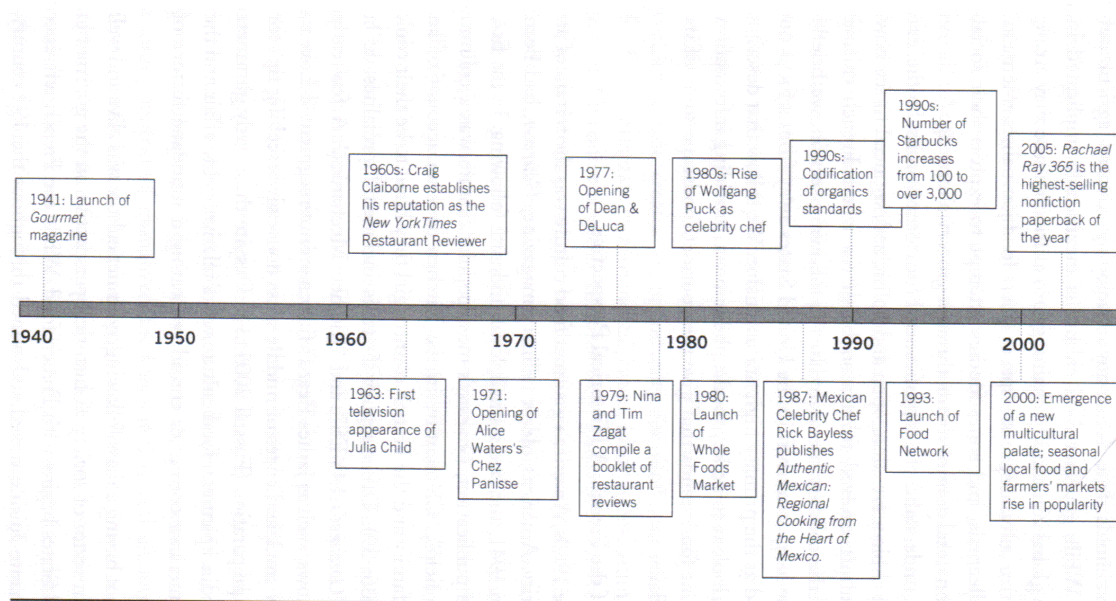 1941: Launch of
Gourmet
magazine
1960s: Craig
Claiborne establishes
his reputation as the
New YorkTimes
Restaurant Reviewer
1977:
Opening
of Dean &
DeLuca
1980s: Rise
of Wolfgang
Puck as
celebrity chef
1990s:
Codification
of organics
standards
1990s:
Number of
Starbucks
increases
from 100 to
over 3,000
2005: Rachael
Ray 365 is the
highest-selling
nonfiction
paperback of
the year
1940
1950
1960
1970
1980
1990
2000
1963: First
television
appearance of
Julia Child
1971:
Opening of Alice
Waters's
Chez
Panisse
1979: Nina
and Tim
Zagat
compile a
booklet of
restaurant
reviews
1980:
Launch
of
Whole
Foods
Market
1987: Mexican
Celebrity Chef
Rick Bayless
publishes
Authentic
Mexican:
Regional
Cooking from
the Heart of
Mexico.
1993:
Launch of
Food
Network
2000: Emergence
of a new
multicultural
palate; seasonal
local food and
farmers' markets
rise in popularity